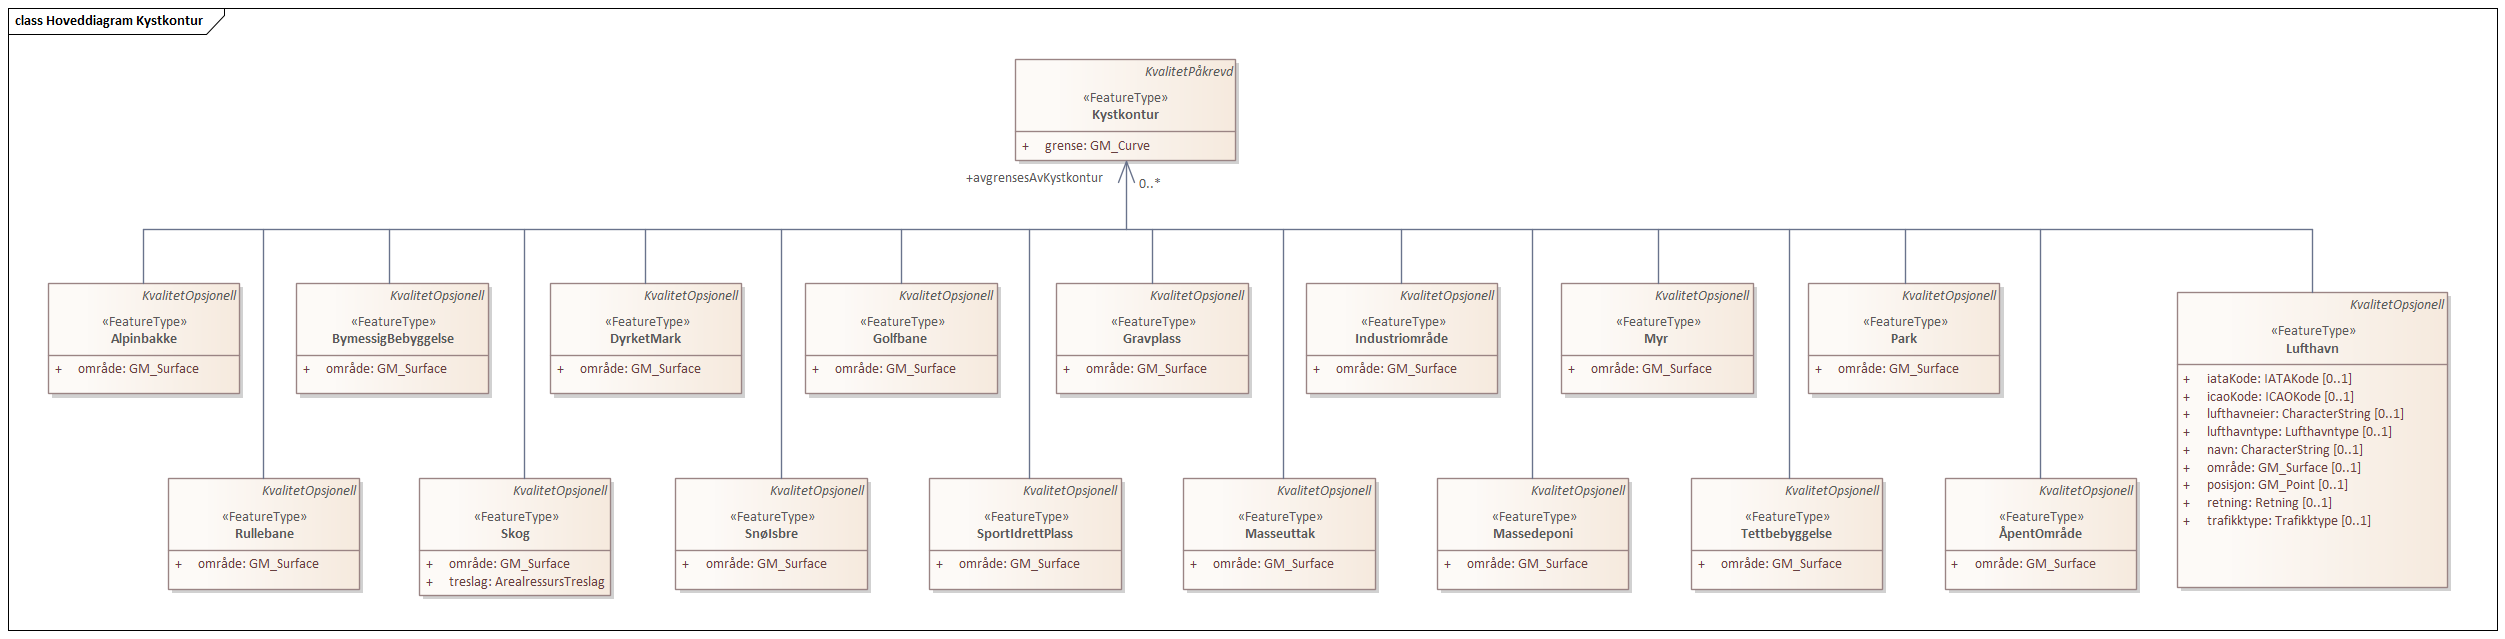 class Hoveddiagram Kystkontur
KvalitetPåkrevd
«FeatureType»
Kystkontur
+ grense: GM_Curve
+avgrensesAvKystkontur
0..*
KvalitetOpsjonell
«FeatureType»
Alpinbakke
+ område: GM_Surface
KvalitetOpsjonell
«FeatureType»
BymessigBebyggelse
+ område: GM_Surface
KvalitetOpsjonell
«FeatureType»
DyrketMark
+ område: GM_Surface
KvalitetOpsjonell
«FeatureType»
Golfbane
+ område: GM_Surface
KvalitetOpsjonell
«FeatureType»
Gravplass
+ område: GM_Surface
KvalitetOpsjonell
«FeatureType»
Industriområde
+ område: GM_Surface
KvalitetOpsjonell
«FeatureType»
Myr
+ område: GM_Surface
KvalitetOpsjonell
«FeatureType»
Park
+ område: GM_Surface
KvalitetOpsjonell
«FeatureType»
Lufthavn
+ iataKode: IATAKode [0..1]
+ icaoKode: ICAOKode [0..1]
+ lufthavneier: CharacterString [0..1]
+ lufthavntype: Lufthavntype [0..1]
+ navn: CharacterString [0..1]
+ område: GM_Surface [0..1]
+ posisjon: GM_Point [0..1]
+ retning: Retning [0..1]
+ trafikktype: Trafikktype [0..1]
KvalitetOpsjonell
«FeatureType»
Rullebane
+ område: GM_Surface
KvalitetOpsjonell
«FeatureType»
Skog
+ område: GM_Surface
+ treslag: ArealressursTreslag
KvalitetOpsjonell
«FeatureType»
SnøIsbre
+ område: GM_Surface
KvalitetOpsjonell
«FeatureType»
SportIdrettPlass
+ område: GM_Surface
KvalitetOpsjonell
«FeatureType»
Masseuttak
+ område: GM_Surface
KvalitetOpsjonell
«FeatureType»
Massedeponi
+ område: GM_Surface
KvalitetOpsjonell
«FeatureType»
Tettbebyggelse
+ område: GM_Surface
KvalitetOpsjonell
«FeatureType»
ÅpentOmråde
+ område: GM_Surface